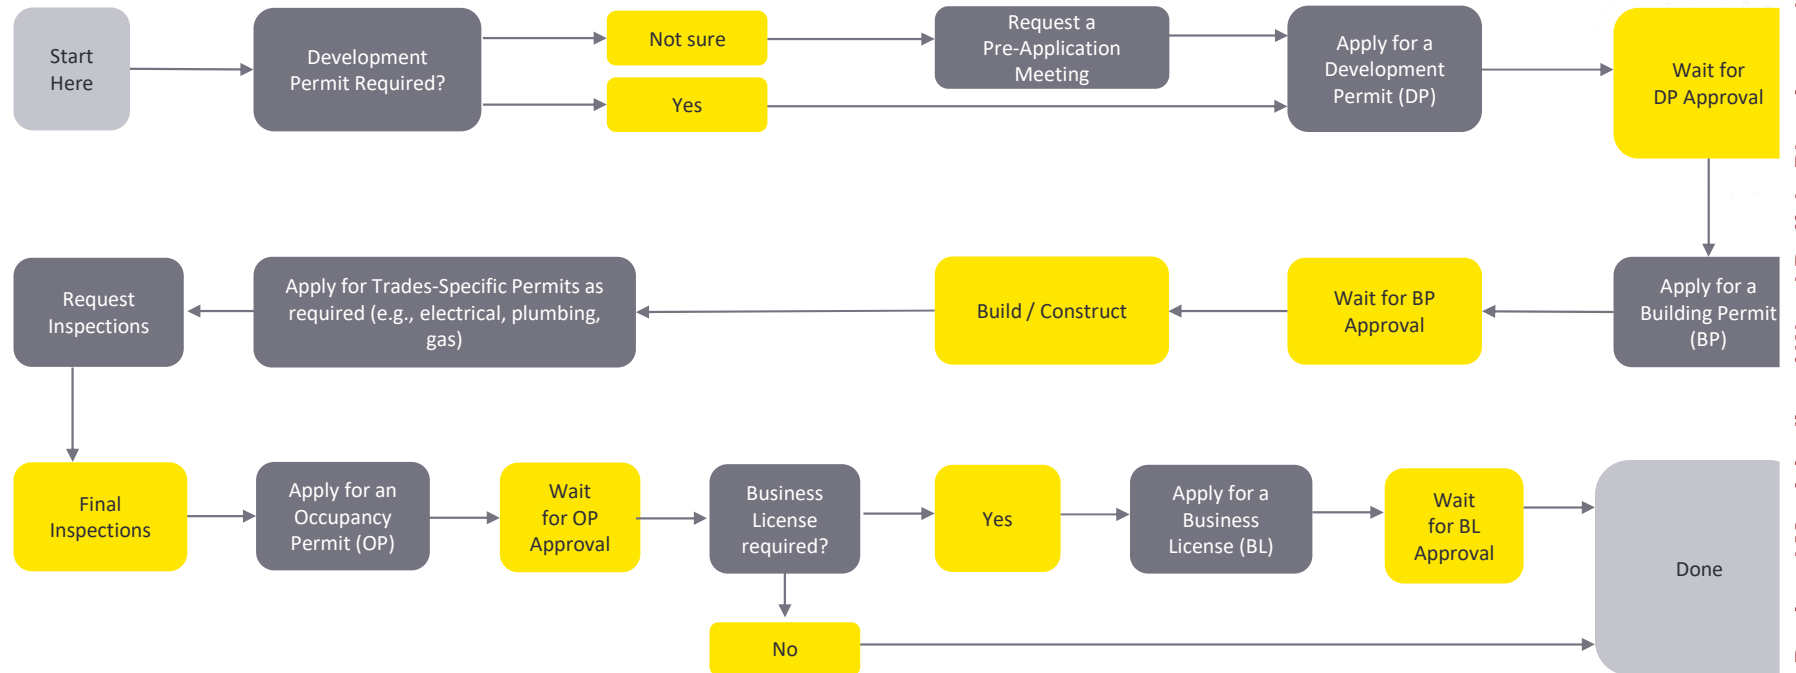 Start
Here
Development
Permit Required?
Not sure
Yes
Request a
Pre-Application
Meeting
Apply for a
Development
Permit (DP)
Wait for
DP Approval
Apply for a
Building Permit
(BP)
Wait for BP
Approval
Build / Construct
Apply for Trades-Specific Permits as
required (e.g., electrical, plumbing,
gas)
Request
Inspections
Final
Inspections
Apply for an
Occupancy
Permit (OP)
Wait
for OP
Approval
Business
License
required?
Yes
No
Apply for a
Business
License (BL)
Wait
for BL
Approval
Done